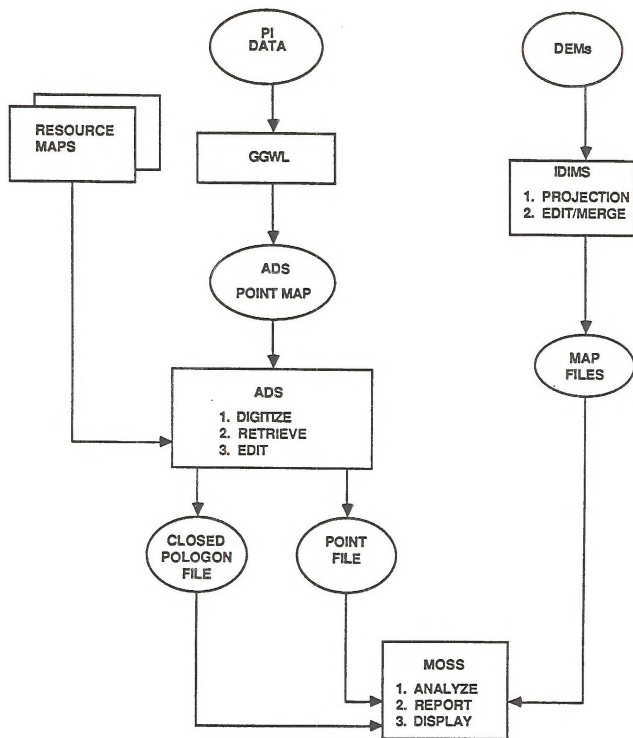 PI
DATA
DEMs
RESOURCE
MAPS
GGWL
IDIMS
1. PROJECTION
2. EDIT/MERGE
ADS
POINT MAP
MAP
FILES
ADS
1. DIGITIZE
2. RETRIEVE
3. EDIT
CLOSED
POLOGON
FILE
POINT
FILE
MOSS
1. ANALYZE
2. REPORT
3. DISPLAY